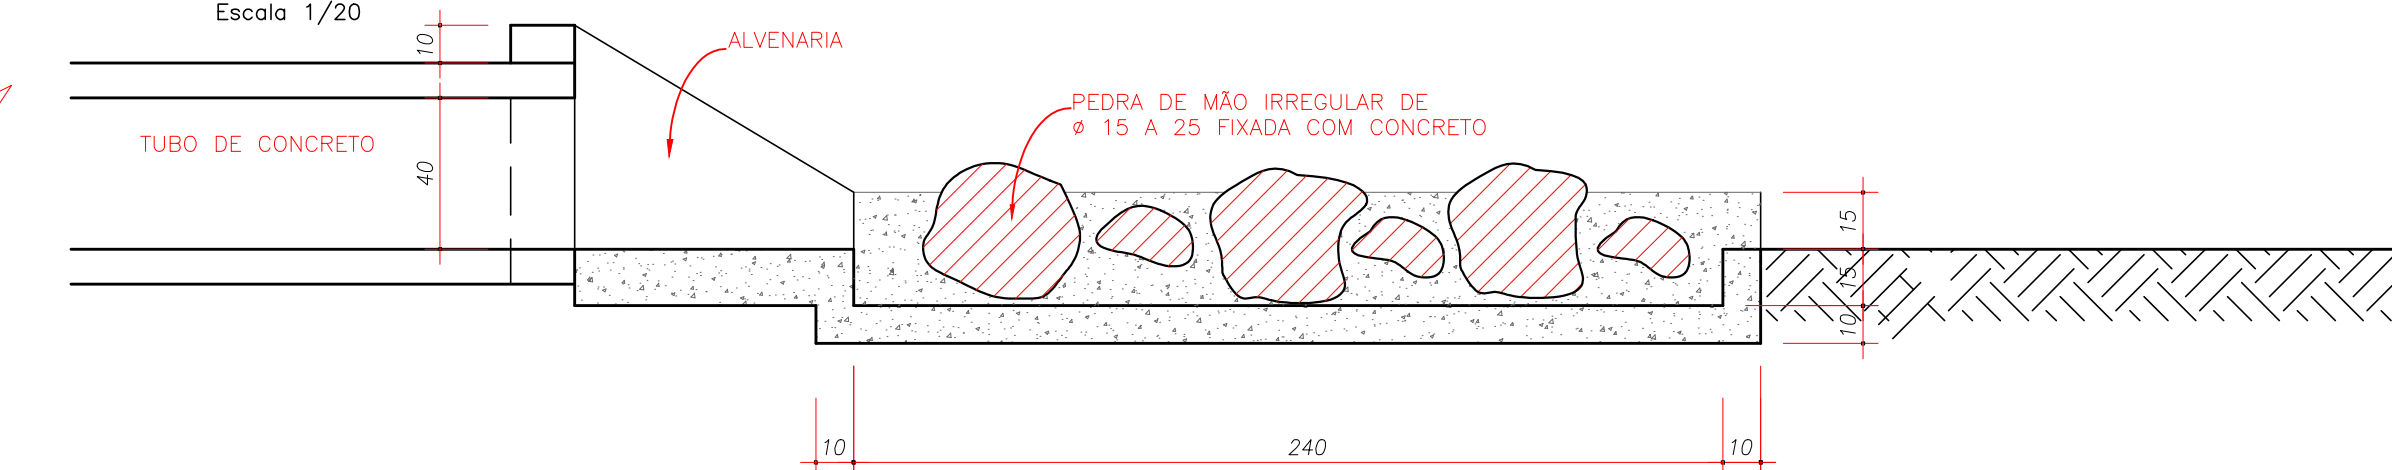 Escala 1/20
10
ALVENARIA
PEDRA DE MÃO IRREGULAR DE
ø 15 A 25 FIXADA COM CONCRETO
TUBO DE CONCRETO
40
15
15
10
10
240
10